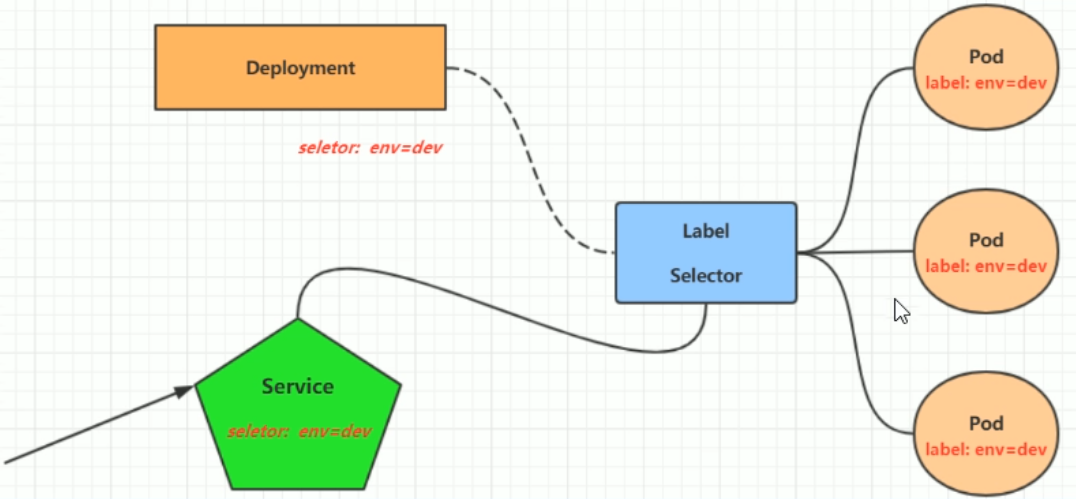 Deployment
seletor: env=dev
Label
Selector
Service
seletor: env=dev
Pod
label: env=dev
Pod
label: env=dev
Pod
label: env=dev